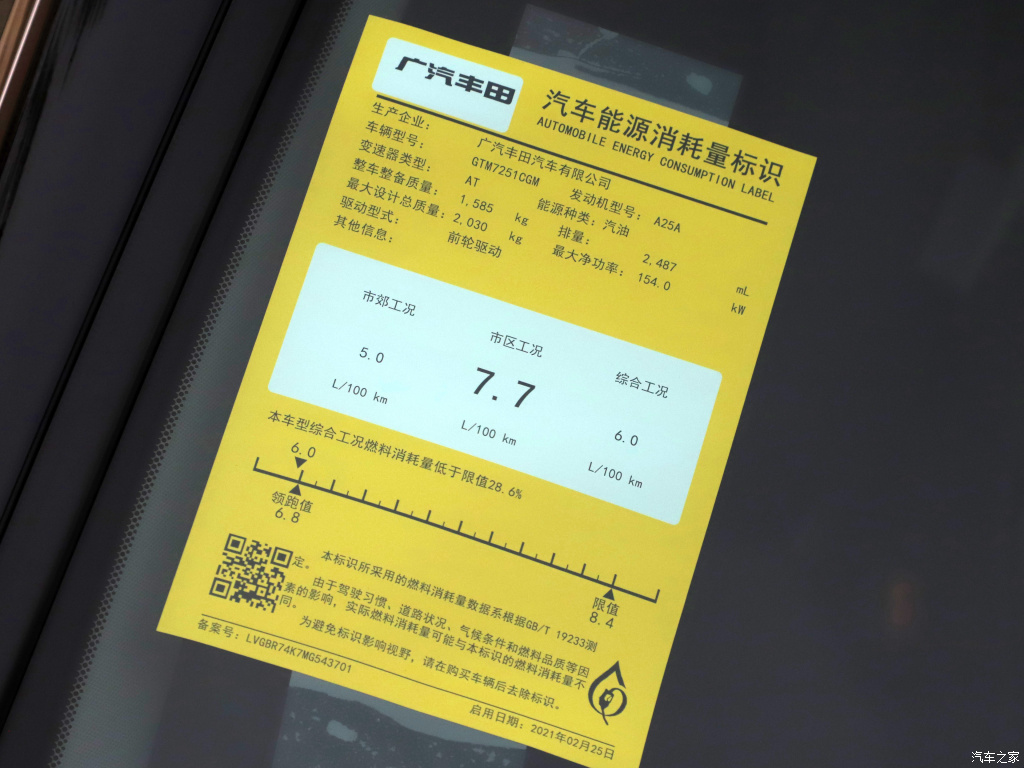 广汽丰田
汽车能源消耗量标识
AUTOMOBILE ENERGY CONSUMPTION LABEL
生产企业： 广汽丰田汽车有限公司
车辆型号： GTM7251CGM 发动机型号： A25A
变速器类型： AT 能源种类：汽油
整车整备质量： 1,585 kg 排量： 2.487 mL
最大设计总质量：2,030 kg 最大净功率： 154.0 kW
驱动型式： 前轮驱动
其他信息：
市郊工况 市区工况 综合工况
5.0 7.7 6.0
L/100 km L/100 km L/100 km
本车型综合工况燃料消耗量低于限值28.6%
6.0
领跑值 限值
6.8 8.4
本标识所采用的燃料消耗量数据系根据GB/T 19233测
定。
由于驾驶习惯、道路状况、气候条件和燃料品质等因
素的影响，实际燃料消耗量可能与本标识的燃料消耗量不
同。
为避免标识影响视野，请在购买车辆后去除标识。
备案号：LVGBR74K7MG543701
启用日期：2021年02月25日
汽车之家